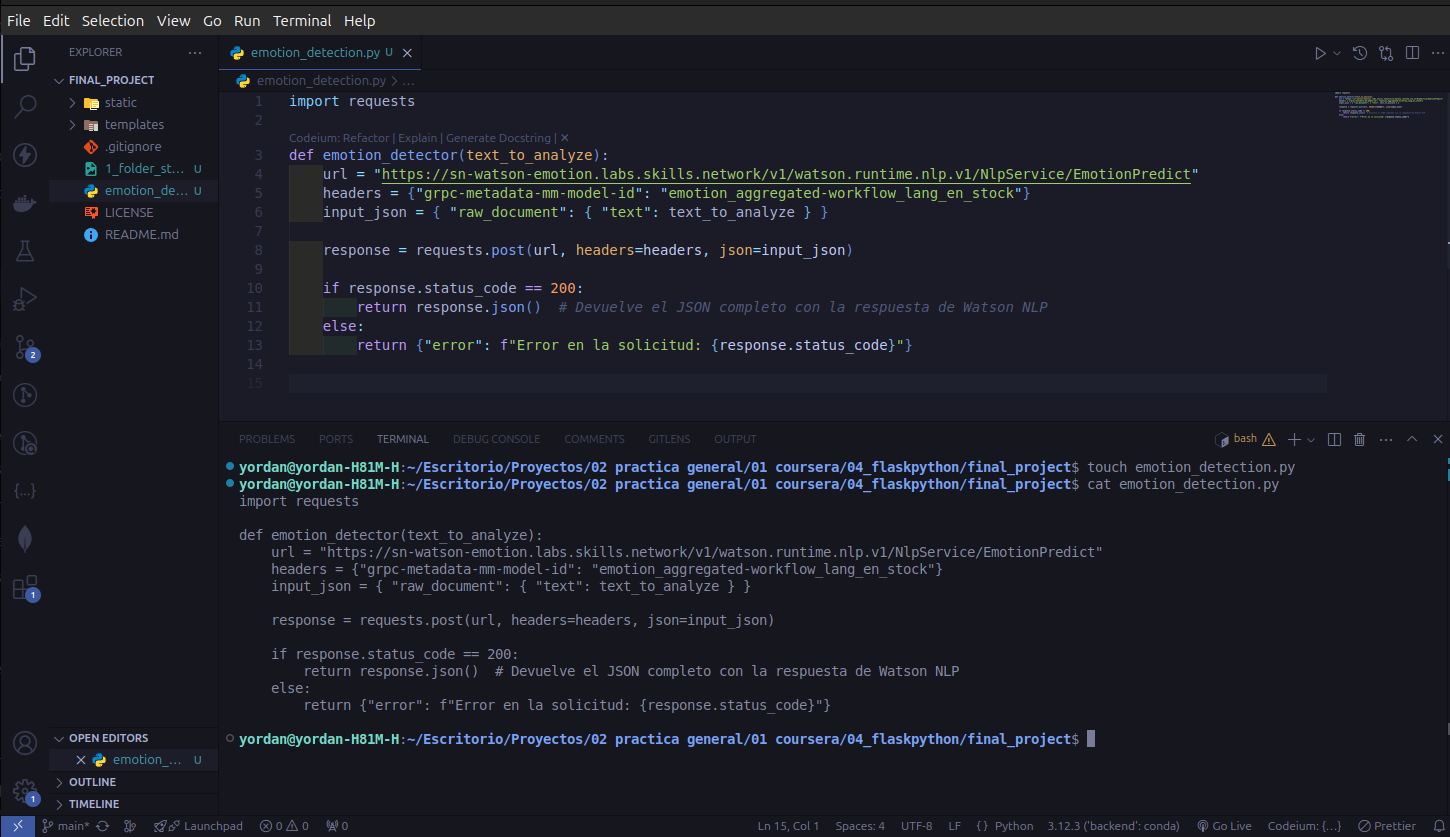 File Edit Selection View Go Run Terminal Help
EXPLORER ···
FINAL_PROJECT
static
templates
.gitignore
1_folder_st... U
emotion_de... U
LICENSE
README.md
OPEN EDITORS
emotion_... U
OUTLINE
TIMELINE
2
1
1
emotion_detection.py U
emotion_detection.py > ...
1 import requests
2
Codeium: Refactor | Explain | Generate Docstring | ✕
3 def emotion_detector(text_to_analyze):
4     url = "https://sn-watson-emotion.labs.skills.network/v1/watson.runtime.nlp.v1/NlpService/EmotionPredict"
5     headers = {"grpc-metadata-mm-model-id": "emotion_aggregated-workflow_lang_en_stock"}
6     input_json = { "raw_document": { "text": text_to_analyze } }
7
8     response = requests.post(url, headers=headers, json=input_json)
9
10     if response.status_code == 200:
11         return response.json()  # Devuelve el JSON completo con la respuesta de Watson NLP
12     else:
13         return {"error": f"Error en la solicitud: {response.status_code}"}
14
15
PROBLEMS PORTS TERMINAL DEBUG CONSOLE COMMENTS GITLENS OUTPUT
bash
yordan@yordan-H81M-H:~/Escritorio/Proyectos/02 practica general/01 coursera/04_flaskpython/final_project$ touch emotion_detection.py
yordan@yordan-H81M-H:~/Escritorio/Proyectos/02 practica general/01 coursera/04_flaskpython/final_project$ cat emotion_detection.py
import requests

def emotion_detector(text_to_analyze):
    url = "https://sn-watson-emotion.labs.skills.network/v1/watson.runtime.nlp.v1/NlpService/EmotionPredict"
    headers = {"grpc-metadata-mm-model-id": "emotion_aggregated-workflow_lang_en_stock"}
    input_json = { "raw_document": { "text": text_to_analyze } }

    response = requests.post(url, headers=headers, json=input_json)

    if response.status_code == 200:
        return response.json()  # Devuelve el JSON completo con la respuesta de Watson NLP
    else:
        return {"error": f"Error en la solicitud: {response.status_code}"}

yordan@yordan-H81M-H:~/Escritorio/Proyectos/02 practica general/01 coursera/04_flaskpython/final_project$
main* Launchpad 0 0 0 Ln 15, Col 1 Spaces: 4 UTF-8 LF {} Python 3.12.3 ('backend': conda) Go Live Codeium: {...} Prettier